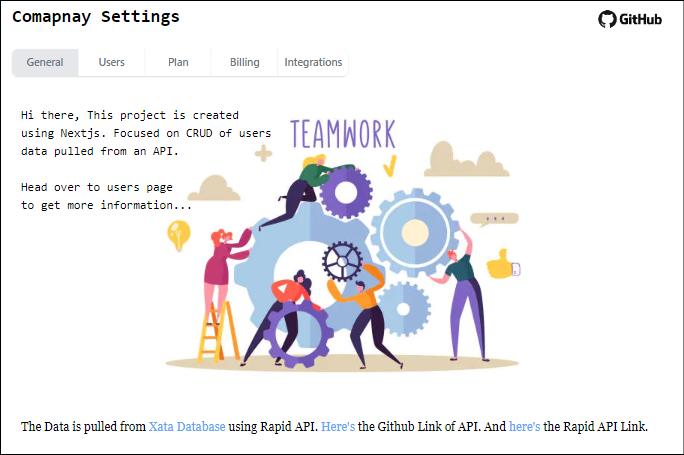 Comapnay Settings
GitHub
General Users Plan Billing Integrations
TEAMWORK
Hi there, This project is created
using Nextjs. Focused on CRUD of users
data pulled from an API.
Head over to users page
to get more information...
The Data is pulled from Xata Database using Rapid API. Here's the Github Link of API. And here's the Rapid API Link.